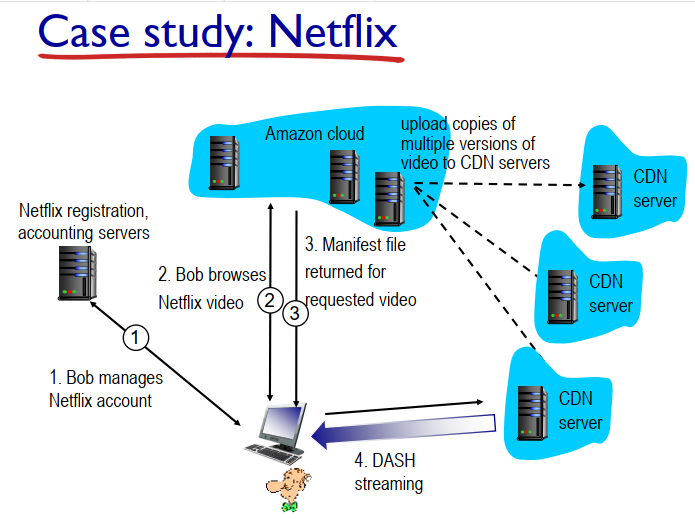 Case study: Netflix
Amazon cloud
upload copies of
multiple versions of
video to CDN servers
CDN
server
Netflix registration,
accounting servers
3. Manifest file
returned for
requested video
2. Bob browses
Netflix video
2
3
CDN
server
1
1. Bob manages
Netflix account
CDN
server
4. DASH
streaming